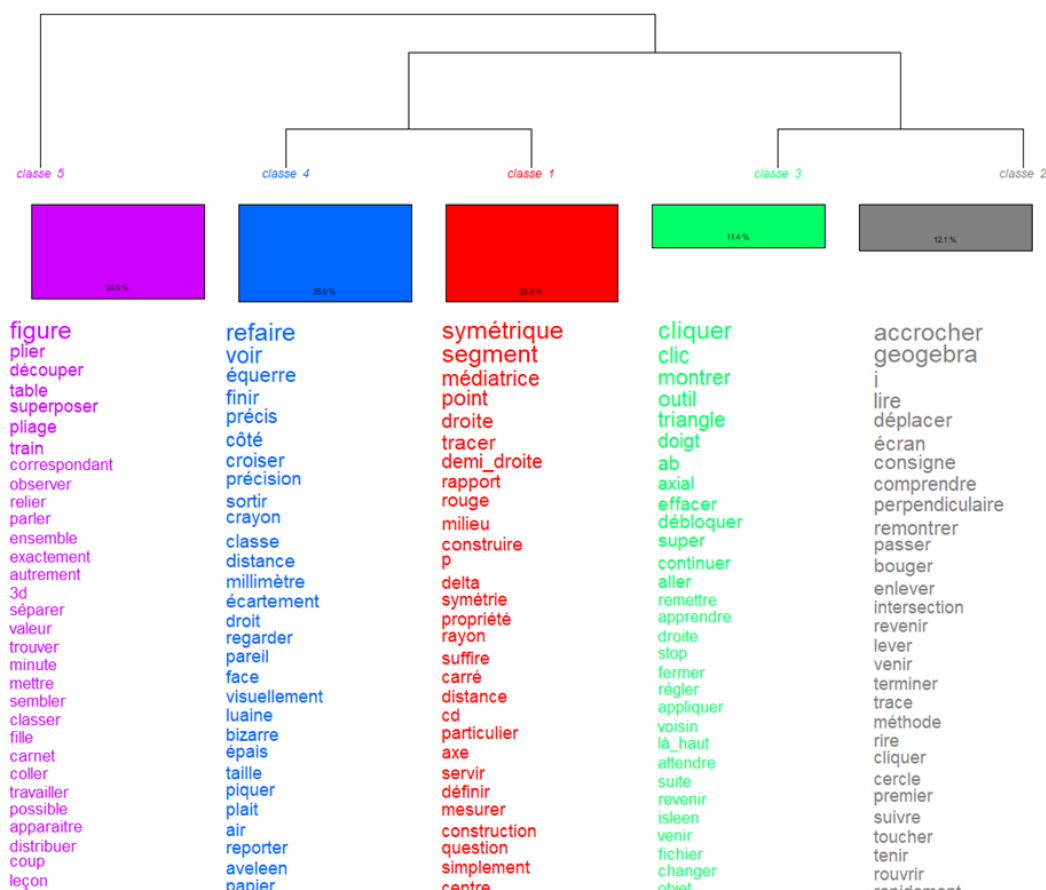 classe 5
classe 4
classe 1
classe 3
classe 2
24.9 %
25.9 %
25.8 %
11.4 %
12.1 %
figure
plier
découper
table
superposer
pliage
train
correspondant
observer
relier
parler
ensemble
exactement
autrement
3d
séparer
valeur
trouver
minute
mettre
sembler
classer
fille
carnet
coller
travailler
possible
apparaitre
distribuer
coup
leçon
refaire
voir
équerre
finir
précis
côté
croiser
précision
sortir
crayon
classe
distance
millimètre
écartement
droit
regarder
pareil
face
visuellement
luaine
bizarre
épais
taille
piquer
plait
air
reporter
aveleen
papier
symétrique
segment
médiatrice
point
droite
tracer
demi_droite
rapport
rouge
milieu
construire
p
delta
symétrie
propriété
rayon
suffire
carré
distance
cd
particulier
axe
servir
définir
mesurer
construction
question
simplement
centre
cliquer
clic
montrer
outil
triangle
doigt
ab
axial
effacer
débloquer
super
continuer
aller
remettre
apprendre
droite
stop
fermer
régler
appliquer
voisin
là_haut
attendre
suite
revenir
isleen
venir
fichier
changer
objet
accrocher
geogebra
i
lire
déplacer
écran
consigne
comprendre
perpendiculaire
remontrer
passer
bouger
enlever
intersection
revenir
lever
venir
terminer
trace
méthode
rire
cliquer
cercle
premier
suivre
toucher
tenir
rouvrir
rapidement